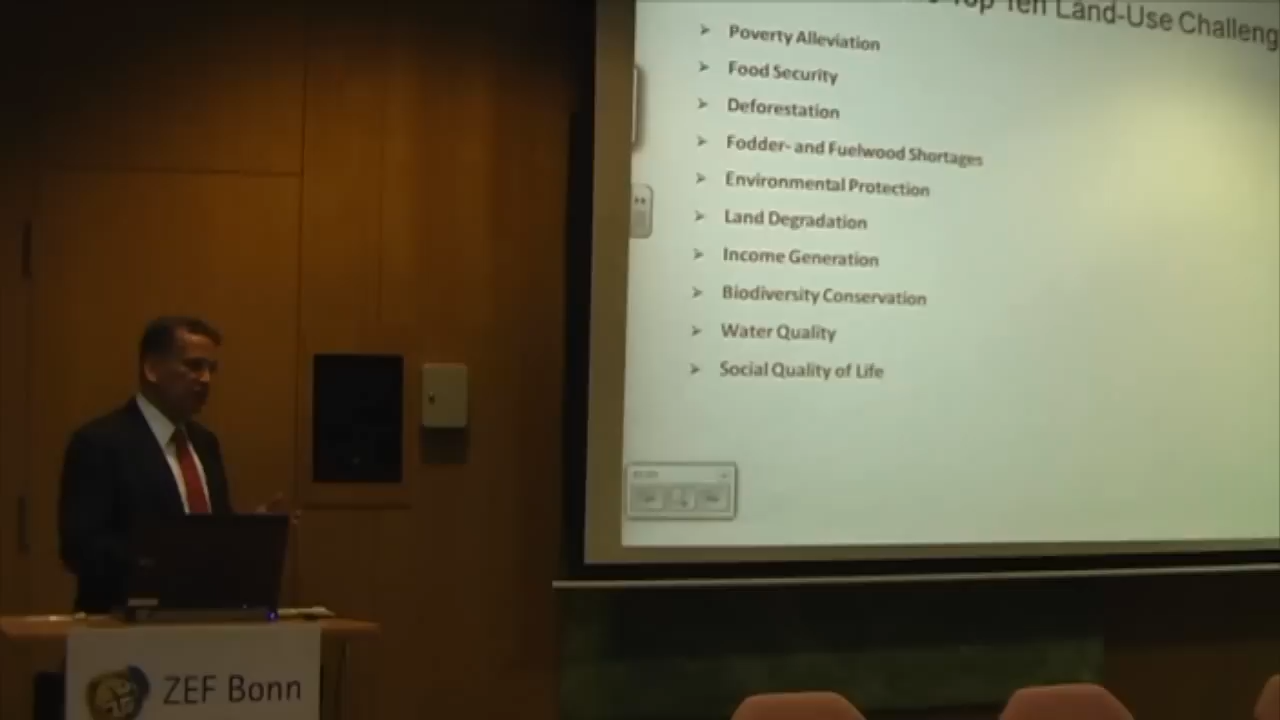 Top Ten Land-Use Challeng
➢ Poverty Alleviation
➢ Food Security
➢ Deforestation
➢ Fodder- and Fuelwood Shortages
➢ Environmental Protection
➢ Land Degradation
➢ Income Generation
➢ Biodiversity Conservation
➢ Water Quality
➢ Social Quality of Life
ZEF Bonn